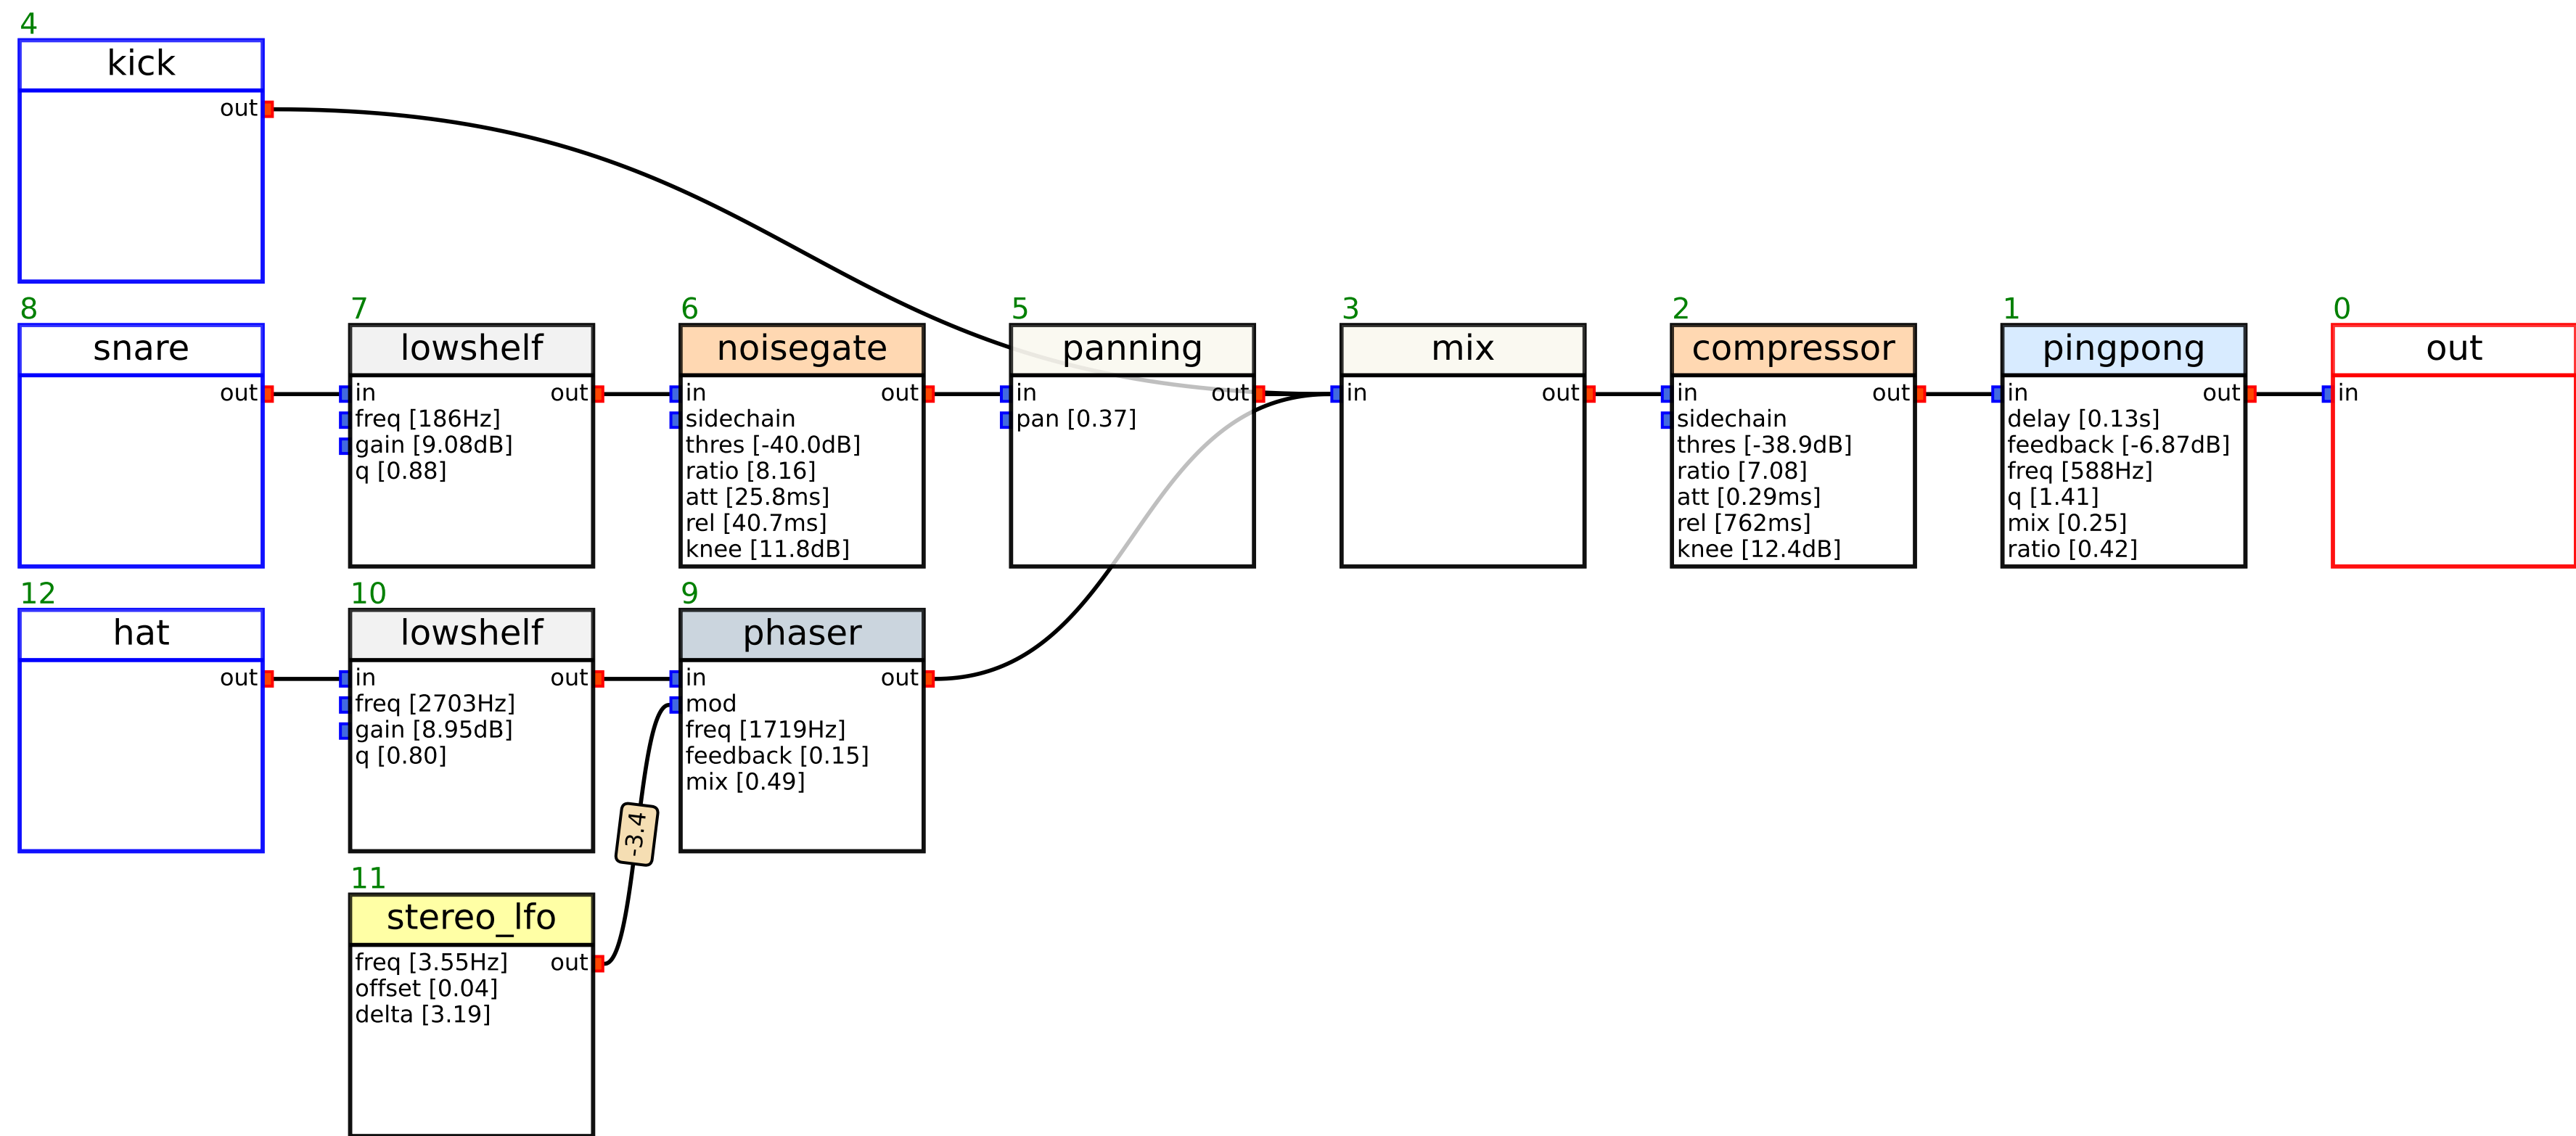 4
kick
out
8
snare
out
7
lowshelf
in out
freq [186Hz]
gain [9.08dB]
q [0.88]
6
noisegate
in out
sidechain
thres [-40.0dB]
ratio [8.16]
att [25.8ms]
rel [40.7ms]
knee [11.8dB]
5
panning
in out
pan [0.37]
3
mix
in out
2
compressor
in out
sidechain
thres [-38.9dB]
ratio [7.08]
att [0.29ms]
rel [762ms]
knee [12.4dB]
1
pingpong
in out
delay [0.13s]
feedback [-6.87dB]
freq [588Hz]
q [1.41]
mix [0.25]
ratio [0.42]
0
out
in
12
hat
out
10
lowshelf
in out
freq [2703Hz]
gain [8.95dB]
q [0.80]
9
phaser
in out
mod
freq [1719Hz]
feedback [0.15]
mix [0.49]
-3.4
11
stereo_lfo
freq [3.55Hz] out
offset [0.04]
delta [3.19]